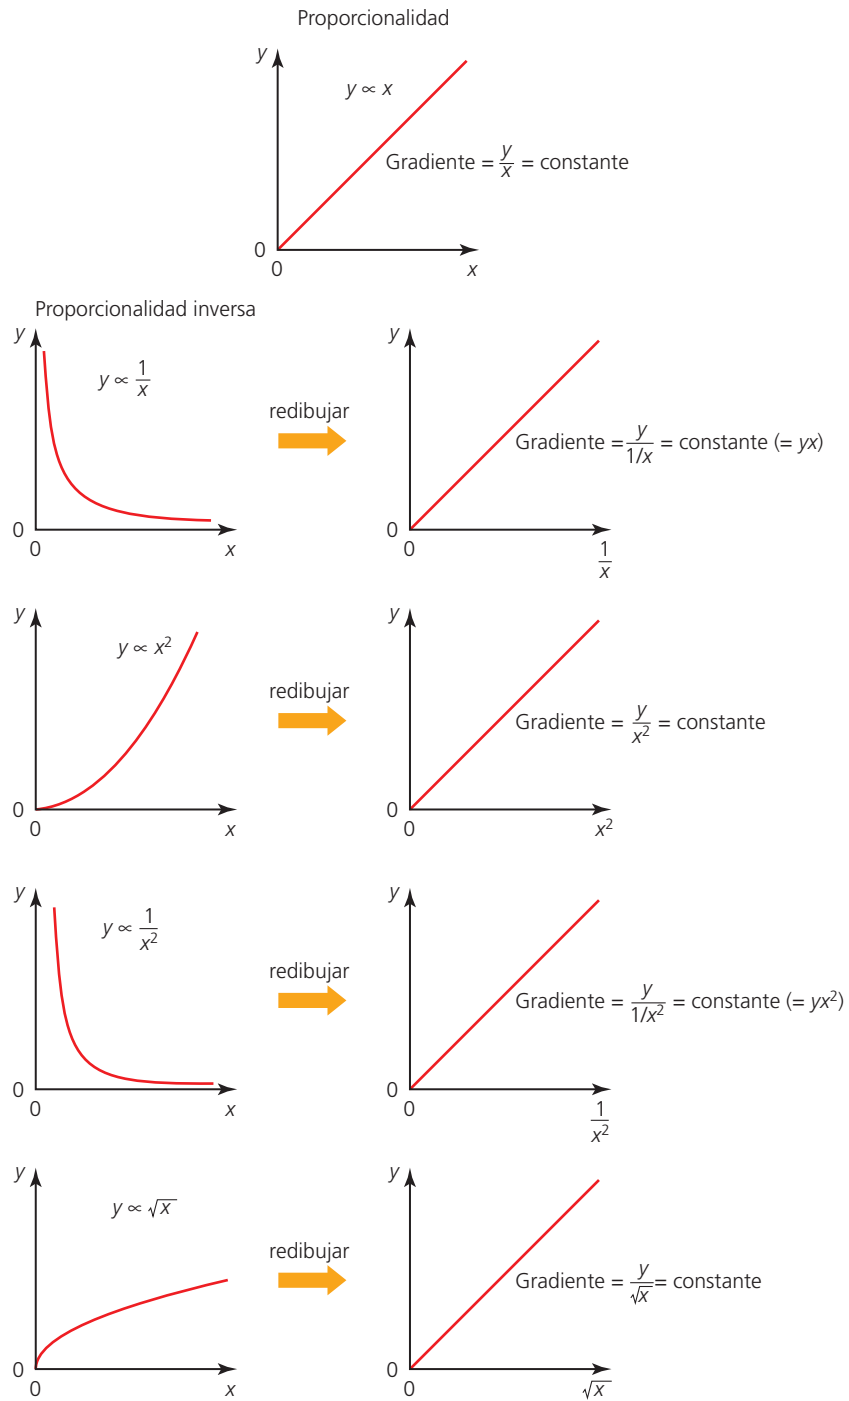 Proporcionalidad
y
y ∝ x
Gradiente = y/x = constante
0
0
x
Proporcionalidad inversa
y
y ∝ 1/x
0
0
x
redibujar
y
Gradiente = y/1/x = constante (= yx)
0
0
1/x
y
y ∝ x²
0
0
x
redibujar
y
Gradiente = y/x² = constante
0
0
x²
y
y ∝ 1/x²
0
0
x
redibujar
y
Gradiente = y/1/x² = constante (= yx²)
0
0
1/x²
y
y ∝ √x
0
0
x
redibujar
y
Gradiente = y/√x = constante
0
0
√x